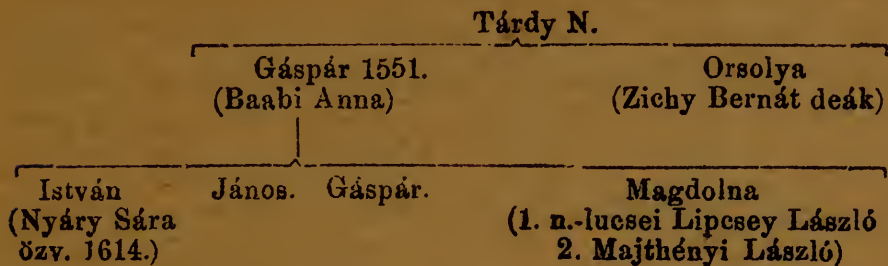 Tárdy N.
Gáspár 1551. Orsolya
(Baabi Anna) (Zichy Bernát deák)
István János. Gáspár. Magdolna
(Nyáry Sára (1. n.-lucsei Lipcsey László
özv. 1614.) 2. Majthényi László)